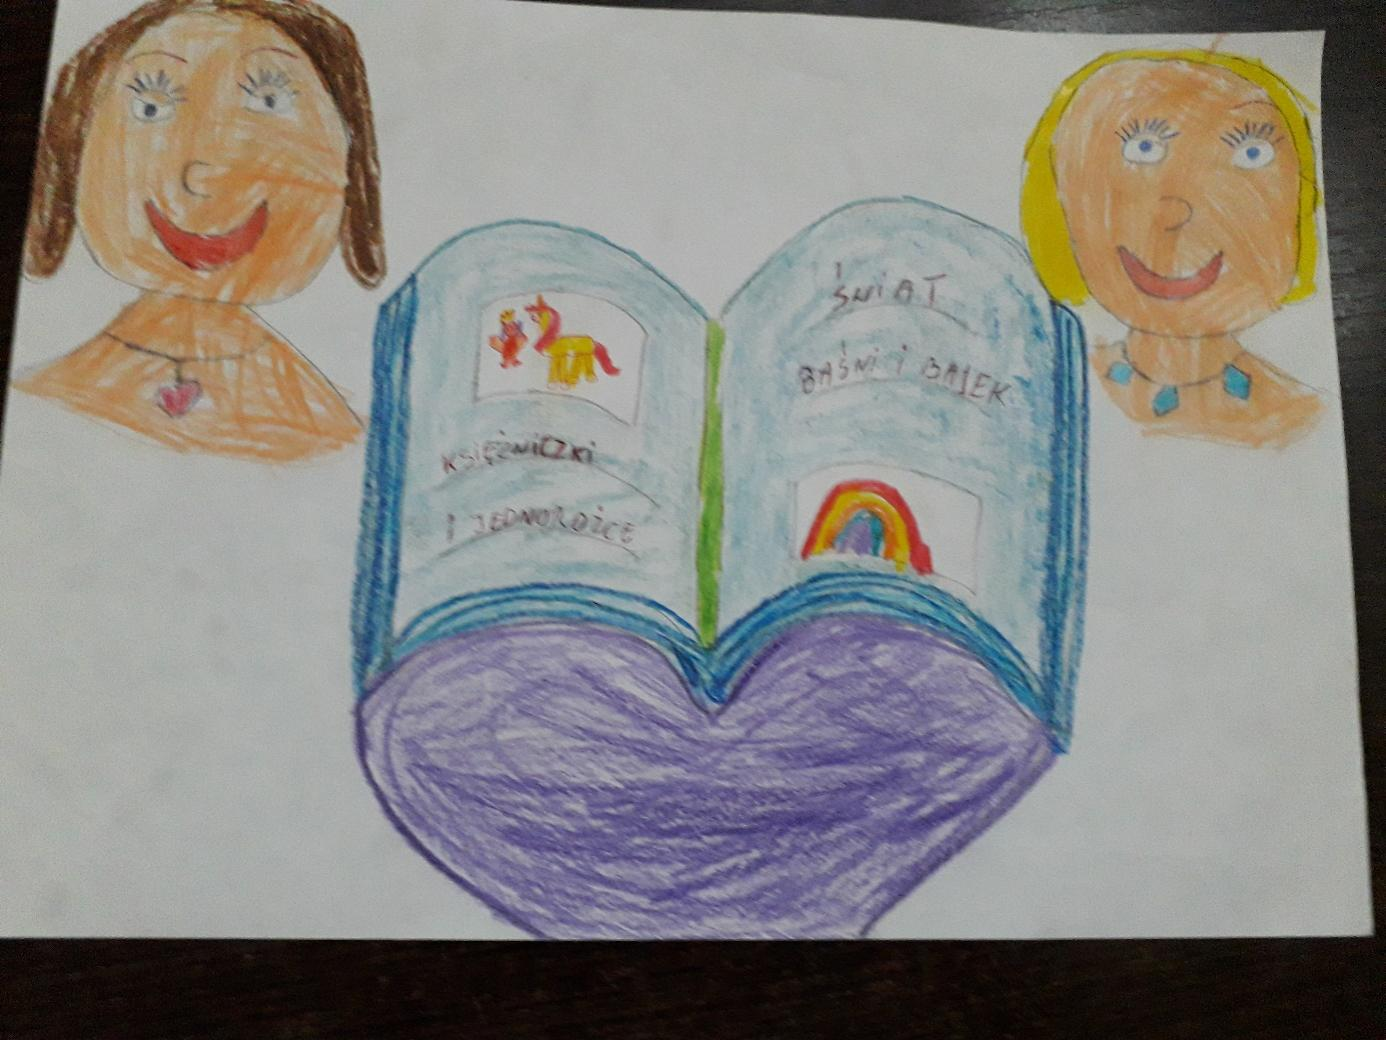 KSIĘŻNICZKI
I JEDNOROŻCE
ŚWIAT
BAŚNI I BAJEK